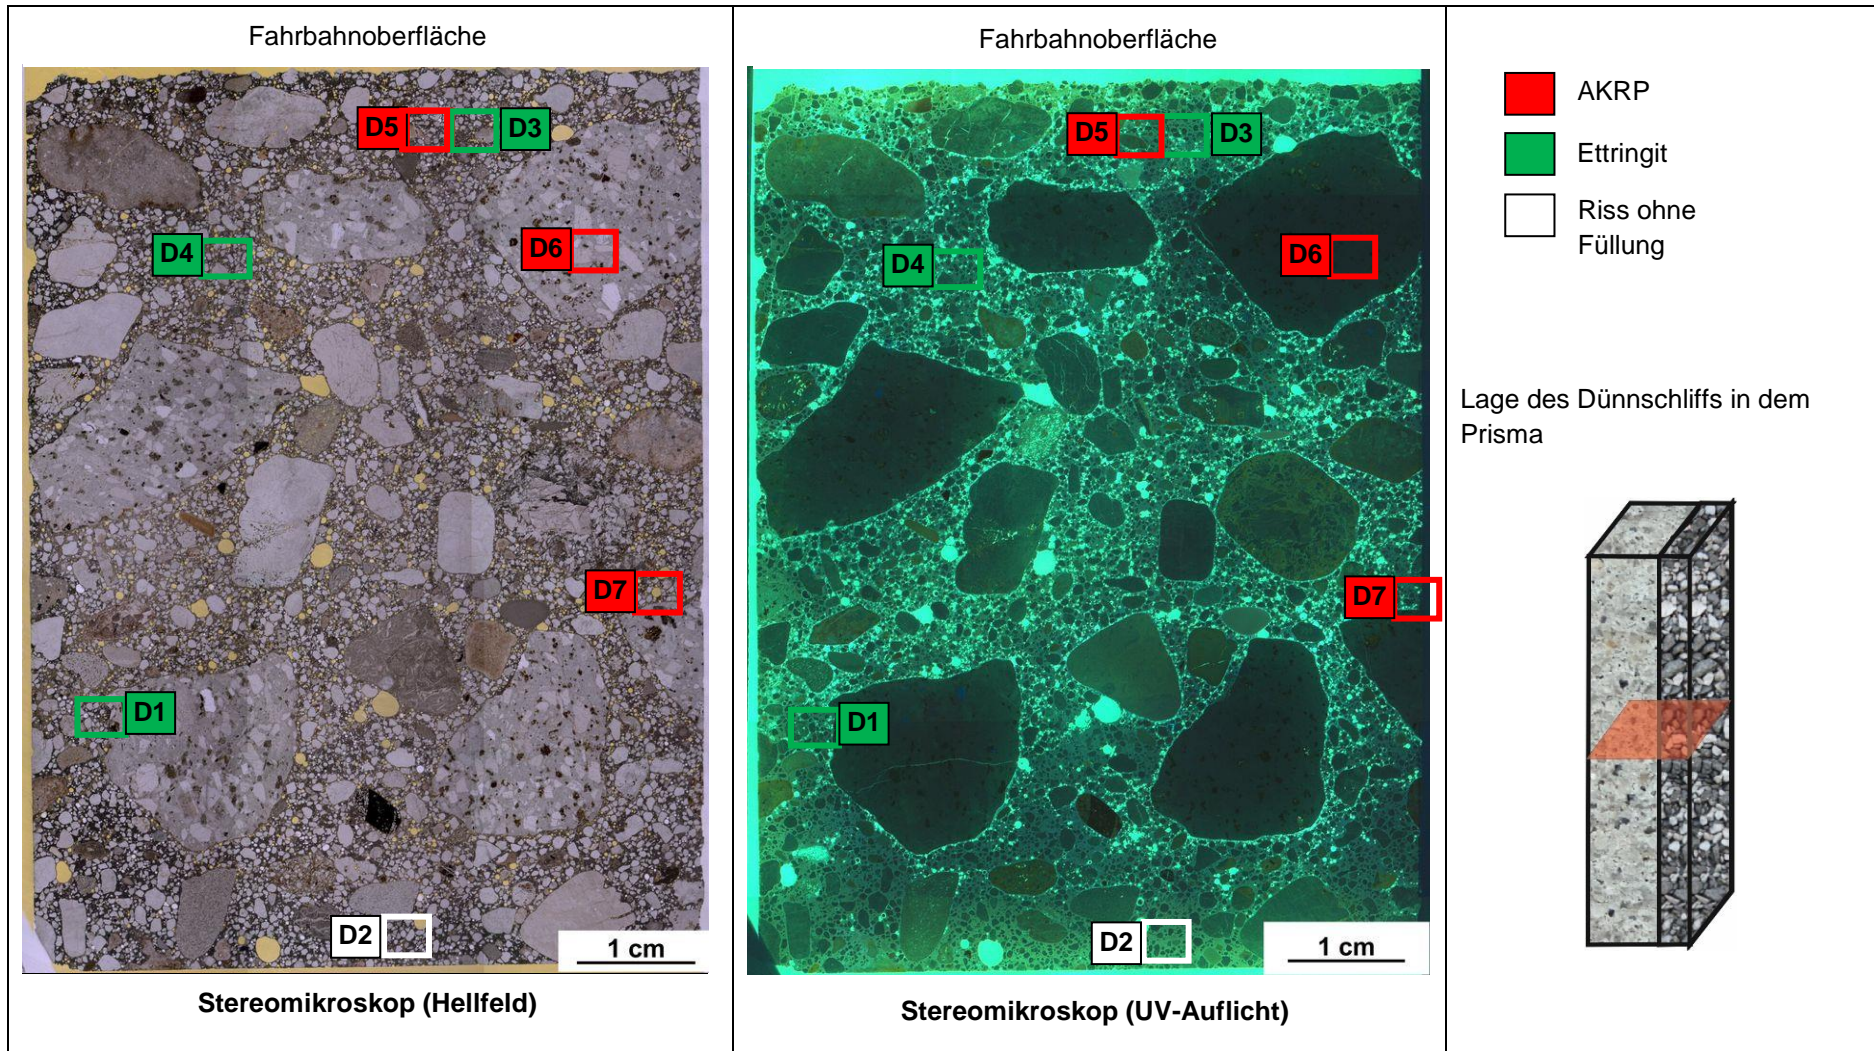 Fahrbahnoberfläche
D5
D3
D4
D6
D7
D1
D2
1 cm
Stereomikroskop (Hellfeld)
Fahrbahnoberfläche
D5
D3
D4
D6
D7
D1
D2
1 cm
Stereomikroskop (UV-Auflicht)
AKRP
Ettringit
Riss ohne
Füllung
Lage des Dünnschliffs in dem
Prisma